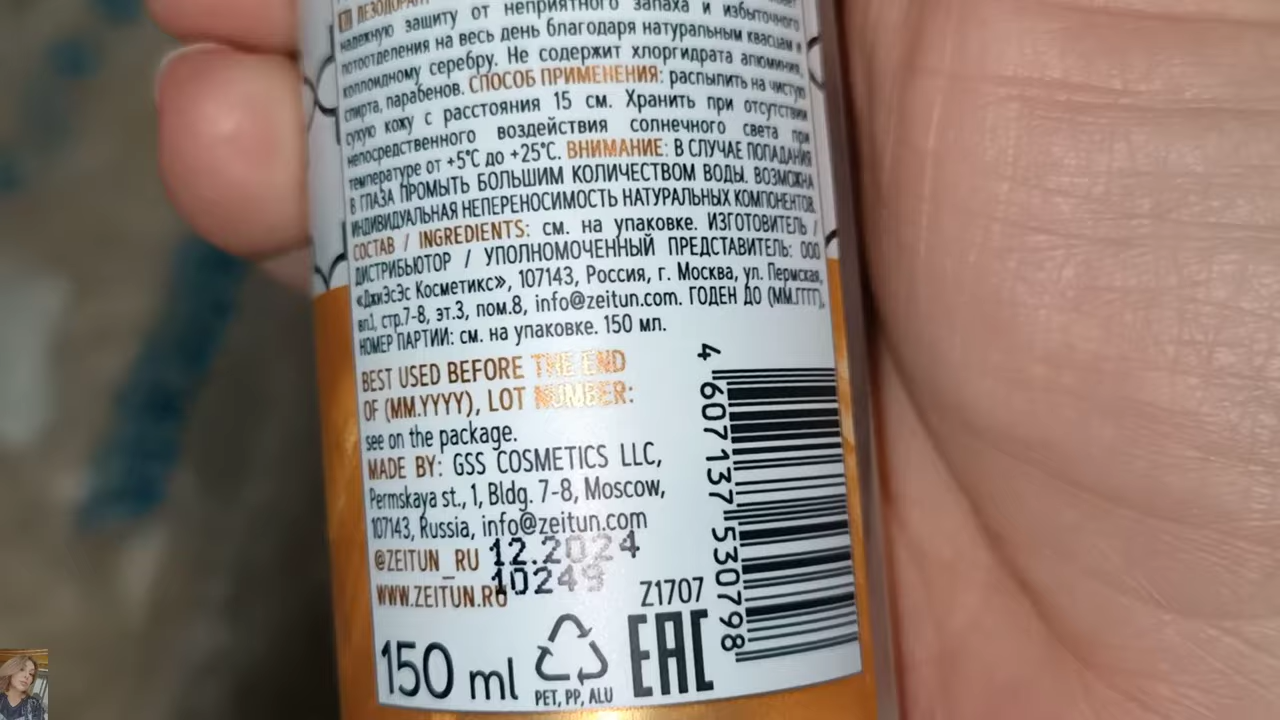 ДЕЗОДОРАНТ
надежную защиту от неприятного запаха и избыточного
потоотделения на весь день благодаря натуральным квасцам и
коллоидному серебру. Не содержит хлоргидрата алюминия,
спирта, парабенов. СПОСОБ ПРИМЕНЕНИЯ: распылить на чистую
сухую кожу с расстояния 15 см. Хранить при отсутствии
непосредственного воздействия солнечного света при
температуре от +5°С до +25°С. ВНИМАНИЕ: В СЛУЧАЕ ПОПАДАНИЯ
В ГЛАЗА ПРОМЫТЬ БОЛЬШИМ КОЛИЧЕСТВОМ ВОДЫ. ВОЗМОЖНА
ИНДИВИДУАЛЬНАЯ НЕПЕРЕНОСИМОСТЬ НАТУРАЛЬНЫХ КОМПОНЕНТОВ.
СОСТАВ / INGREDIENTS: см. на упаковке. ИЗГОТОВИТЕЛЬ /
ДИСТРИБЬЮТОР / УПОЛНОМОЧЕННЫЙ ПРЕДСТАВИТЕЛЬ: ООО
«ДжиЭсЭс Косметикс», 107143, Россия, г. Москва, ул. Пермская,
вл.1, стр.7-8, эт.3, пом.8, info@zeitun.com. ГОДЕН ДО (ММ.ГГГГ),
НОМЕР ПАРТИИ: см. на упаковке. 150 мл.
BEST USED BEFORE THE END
OF (MM.YYYY), LOT NUMBER:
see on the package.
MADE BY: GSS COSMETICS LLC,
Permskaya st., 1, Bldg. 7-8, Moscow,
107143, Russia, info@zeitun.com
@ZEITUN_RU 12.2024
WWW.ZEITUN.RU 10249
Z1707
150 ml
PET, PP, ALU
EAC
4 607137 530798